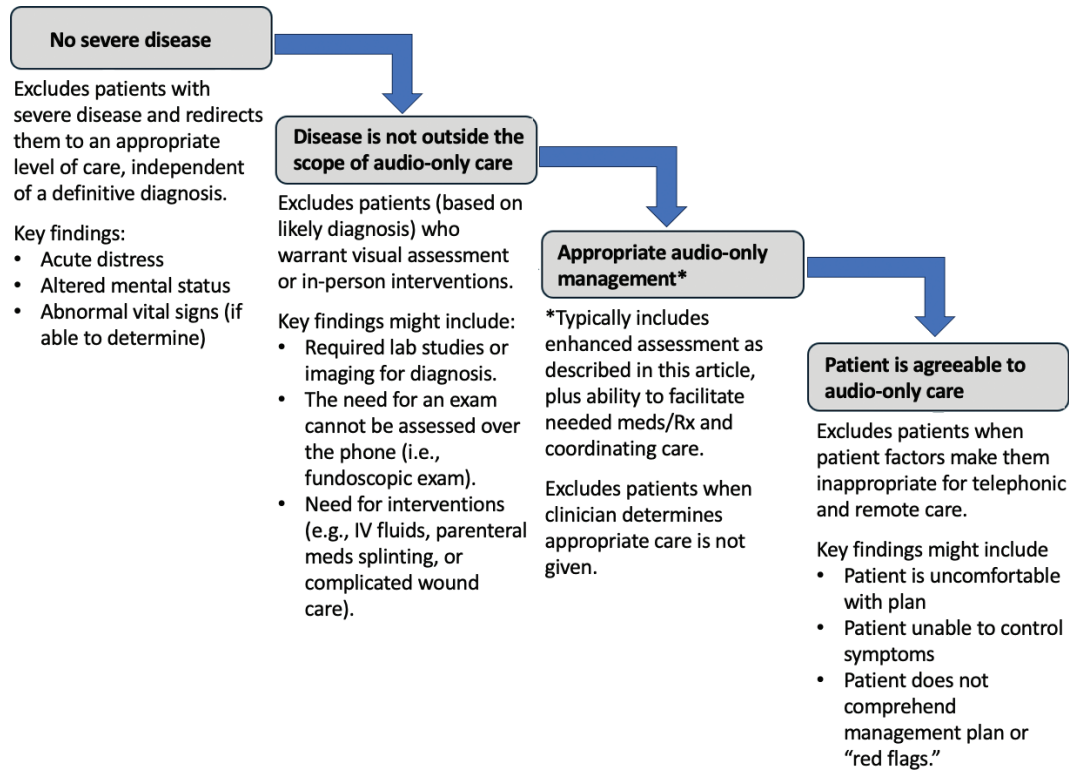 No severe disease
Excludes patients with
severe disease and redirects
them to an appropriate
level of care, independent
of a definitive diagnosis.
Key findings:
• Acute distress
• Altered mental status
• Abnormal vital signs (if
able to determine)
Disease is not outside the
scope of audio-only care
Excludes patients (based on
likely diagnosis) who
warrant visual assessment
or in-person interventions.
Key findings might include:
• Required lab studies or
imaging for diagnosis.
• The need for an exam
cannot be assessed over
the phone (i.e.,
fundoscopic exam).
• Need for interventions
(e.g., IV fluids, parenteral
meds splinting, or
complicated wound
care).
Appropriate audio-only
management*
*Typically includes
enhanced assessment as
described in this article,
plus ability to facilitate
needed meds/Rx and
coordinating care.
Excludes patients when
clinician determines
appropriate care is not
given.
Patient is agreeable to
audio-only care
Excludes patients when
patient factors make them
inappropriate for telephonic
and remote care.
Key findings might include
• Patient is uncomfortable
with plan
• Patient unable to control
symptoms
• Patient does not
comprehend
management plan or
“red flags.”